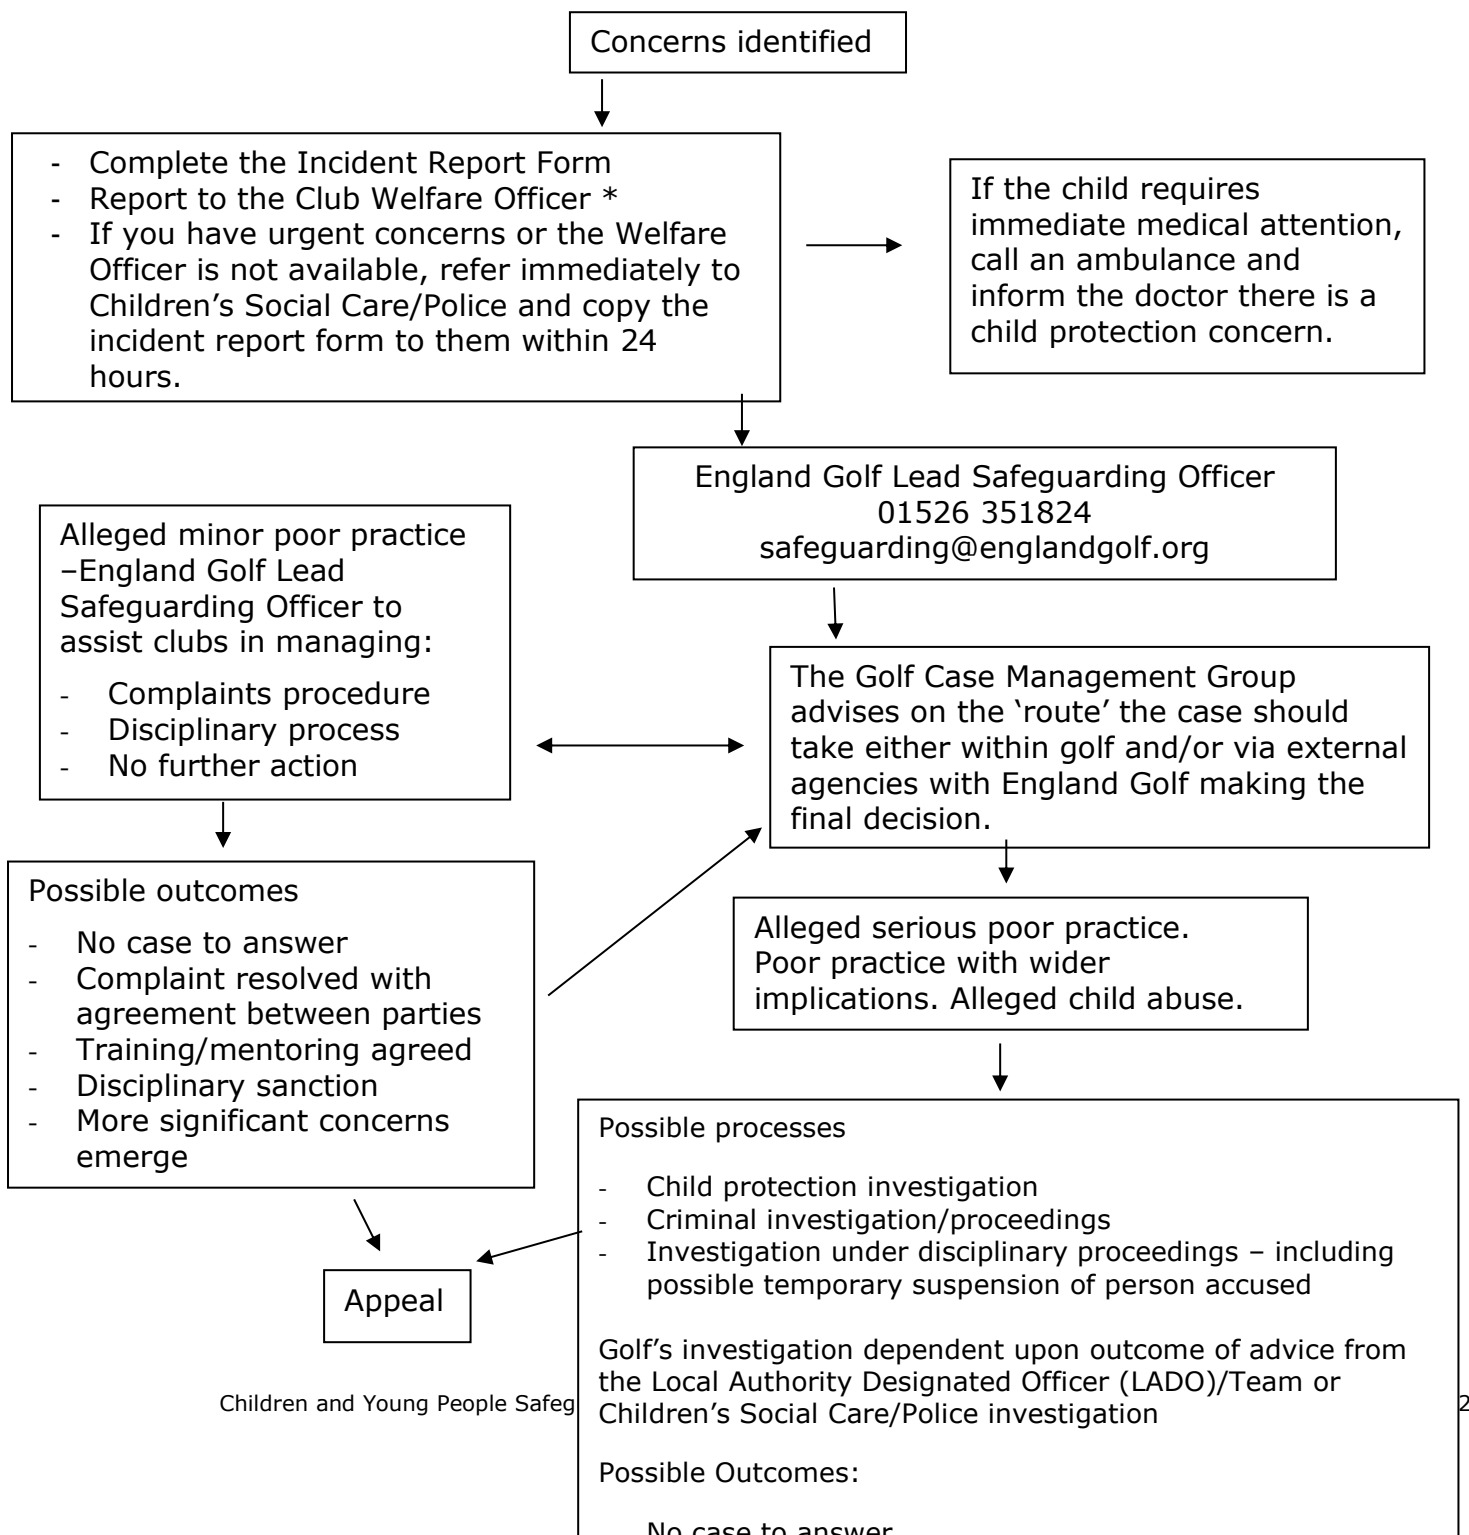 Concerns identified
- Complete the Incident Report Form
- Report to the Club Welfare Officer *
- If you have urgent concerns or the Welfare
Officer is not available, refer immediately to
Children’s Social Care/Police and copy the
incident report form to them within 24
hours.
If the child requires
immediate medical attention,
call an ambulance and
inform the doctor there is a
child protection concern.
England Golf Lead Safeguarding Officer
01526 351824
safeguarding@englandgolf.org
Alleged minor poor practice
–England Golf Lead
Safeguarding Officer to
assist clubs in managing:
- Complaints procedure
- Disciplinary process
- No further action
The Golf Case Management Group
advises on the ‘route’ the case should
take either within golf and/or via external
agencies with England Golf making the
final decision.
Possible outcomes
- No case to answer
- Complaint resolved with
agreement between parties
- Training/mentoring agreed
- Disciplinary sanction
- More significant concerns
emerge
Alleged serious poor practice.
Poor practice with wider
implications. Alleged child abuse.
Possible processes
- Child protection investigation
- Criminal investigation/proceedings
- Investigation under disciplinary proceedings – including
possible temporary suspension of person accused
Appeal
Golf’s investigation dependent upon outcome of advice from
the Local Authority Designated Officer (LADO)/Team or
Children’s Social Care/Police investigation
Children and Young People Safeg
2
Possible Outcomes:
No case to answer